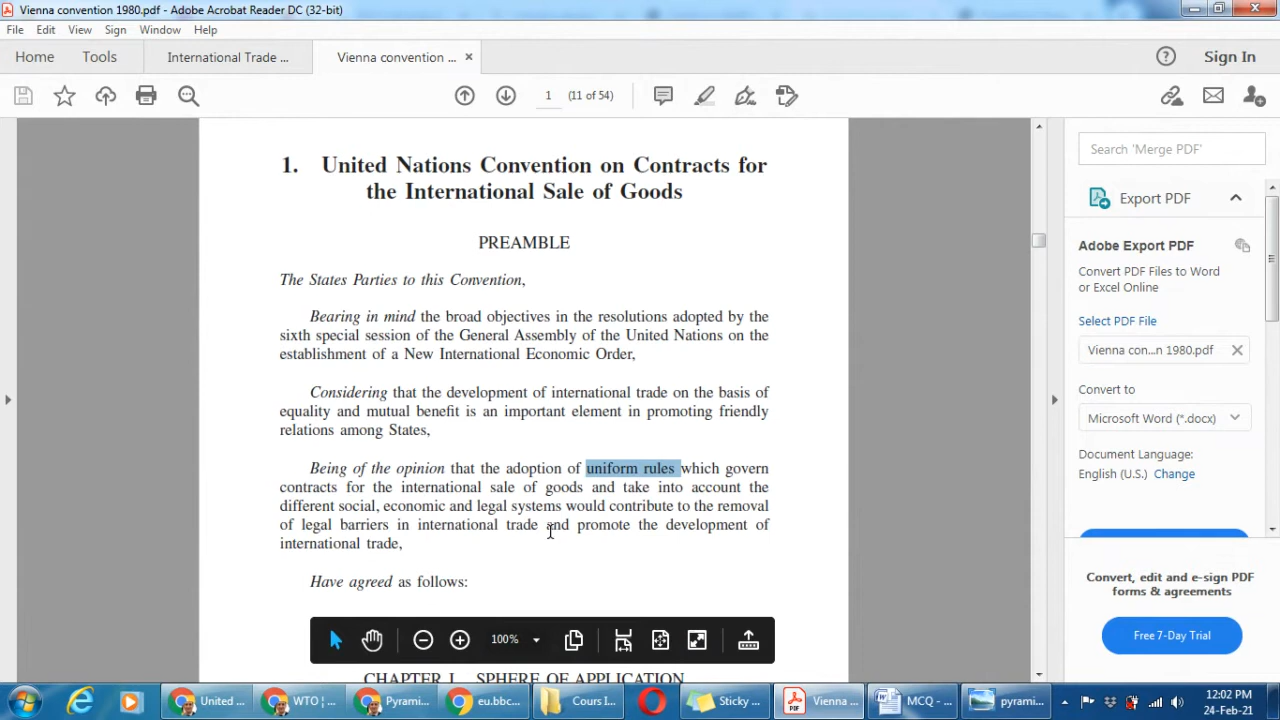 Vienna convention 1980.pdf - Adobe Acrobat Reader DC (32-bit)
File Edit View Sign Window Help
Home Tools International Trade ... Vienna convention ... × Sign In
1 (11 of 54)
1. United Nations Convention on Contracts for
the International Sale of Goods
PREAMBLE
The States Parties to this Convention,
Bearing in mind the broad objectives in the resolutions adopted by the
sixth special session of the General Assembly of the United Nations on the
establishment of a New International Economic Order,
Considering that the development of international trade on the basis of
equality and mutual benefit is an important element in promoting friendly
relations among States,
Being of the opinion that the adoption of uniform rules which govern
contracts for the international sale of goods and take into account the
different social, economic and legal systems would contribute to the removal
of legal barriers in international trade and promote the development of
international trade,
Have agreed as follows:
100%
CHAPTER I. SPHERE OF APPLICATION
Search 'Merge PDF'
Export PDF
Adobe Export PDF
Convert PDF Files to Word
or Excel Online
Select PDF File
Vienna con...n 1980.pdf
Convert to
Microsoft Word (*.docx)
Document Language:
English (U.S.) Change
Convert, edit and e-sign PDF
forms & agreements
Free 7-Day Trial
United ... WTO | ... Pyrami... eu.bbc... Cours I... Sticky ... Vienna ... MCQ - ... pyrami...
12:02 PM
24-Feb-21